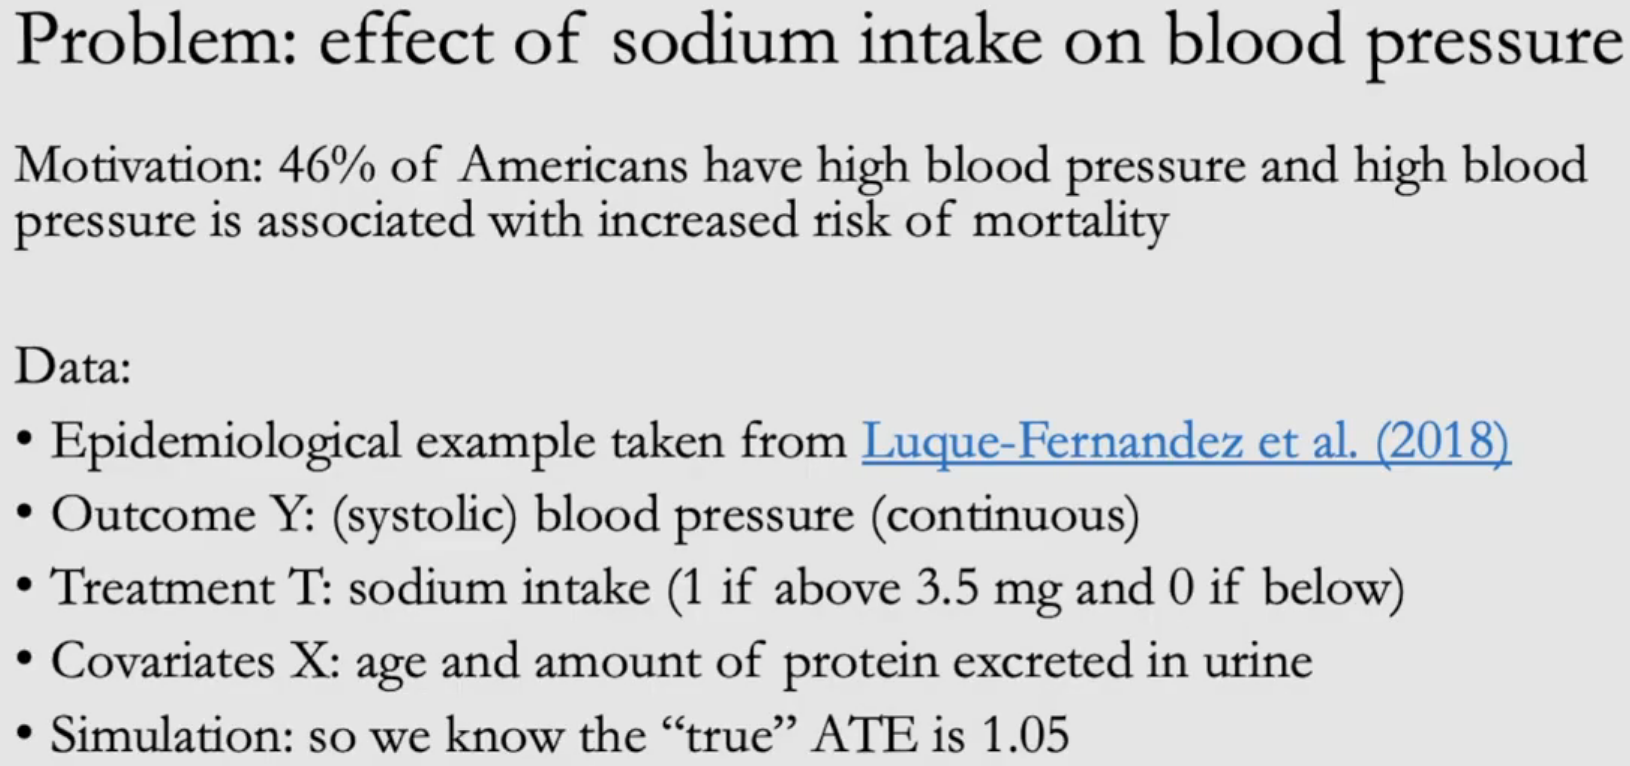 Problem: effect of sodium intake on blood pressure
Motivation: 46% of Americans have high blood pressure and high blood
pressure is associated with increased risk of mortality
Data:
• Epidemiological example taken from Luque-Fernandez et al. (2018)
• Outcome Y: (systolic) blood pressure (continuous)
• Treatment T: sodium intake (1 if above 3.5 mg and 0 if below)
• Covariates X: age and amount of protein excreted in urine
• Simulation: so we know the “true” ATE is 1.05